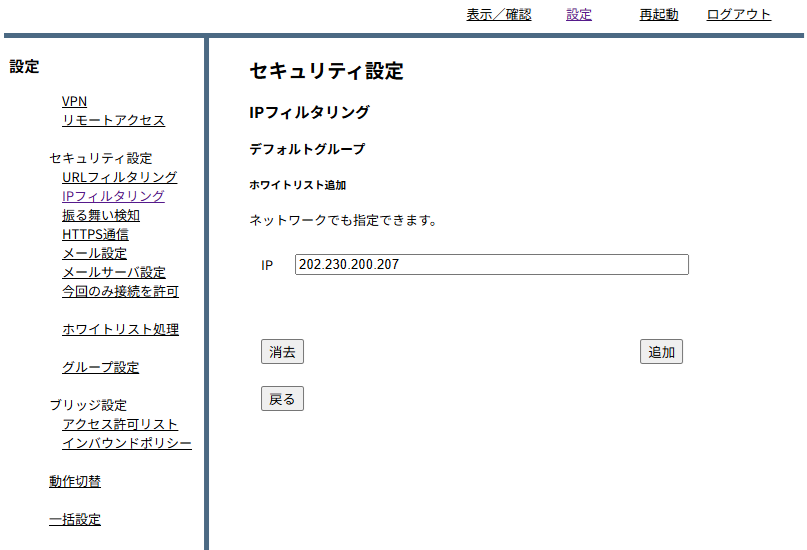 表示／確認 設定 再起動 ログアウト
設定
VPN
リモートアクセス
セキュリティ設定
URLフィルタリング
IPフィルタリング
振る舞い検知
HTTPS通信
メール設定
メールサーバ設定
今回のみ接続を許可
ホワイトリスト処理
グループ設定
ブリッジ設定
アクセス許可リスト
インバウンドポリシー
動作切替
一括設定
セキュリティ設定
IPフィルタリング
デフォルトグループ
ホワイトリスト追加
ネットワークでも指定できます。
IP 202.230.200.207
消去 追加
戻る